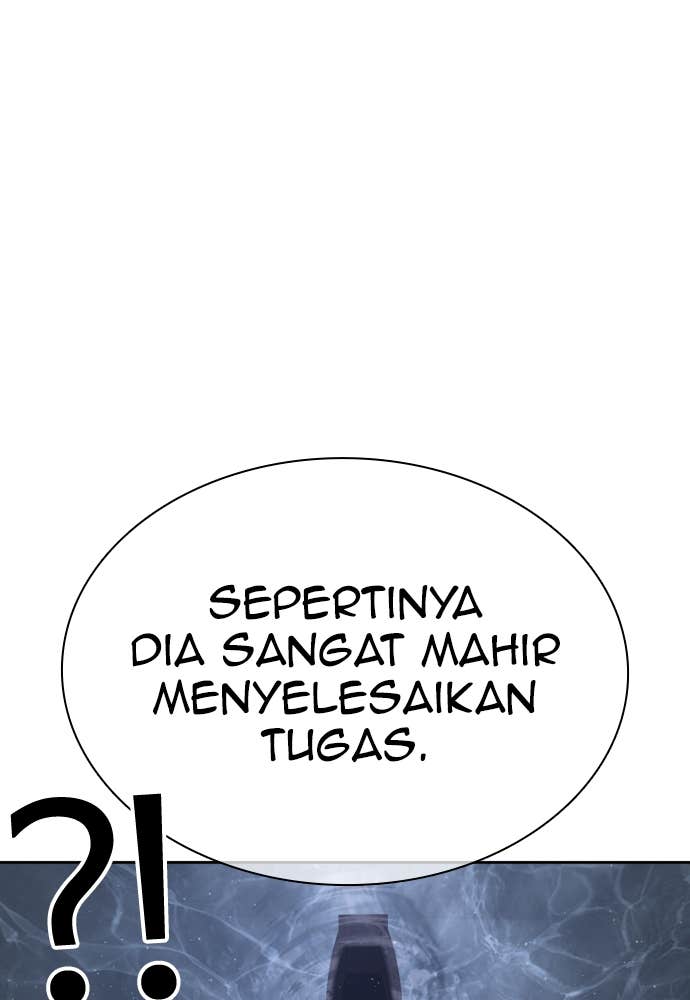 SEPERTINYA
DIA SANGAT MAHIR
MENYELESAIKAN
TUGAS.
?!